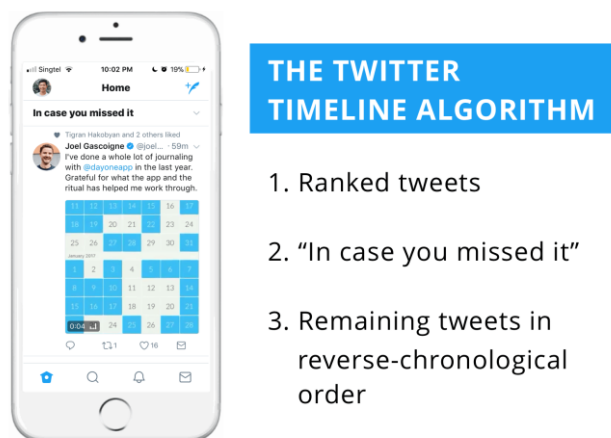 Singtel 10:02 PM 19%
Home
In case you missed it
Tigran Hakobyan and 2 others liked
Joel Gascoigne @joel... · 59m
I've done a whole lot of journaling
with @dayoneapp in the last year.
Grateful for what the app and the
ritual has helped me work through.
11 12 13 14 15 16 17
18 19 20 21 22 23 24
25 26 27 28 29 30 31
January 2017
1 2 3 4 5 6 7
8 9 10 11 12 13 14
15 16 17 18 19 20 21
0:04 24 25 26 27 28
1 16
THE TWITTER
TIMELINE ALGORITHM
1. Ranked tweets
2. “In case you missed it”
3. Remaining tweets in
reverse-chronological
order